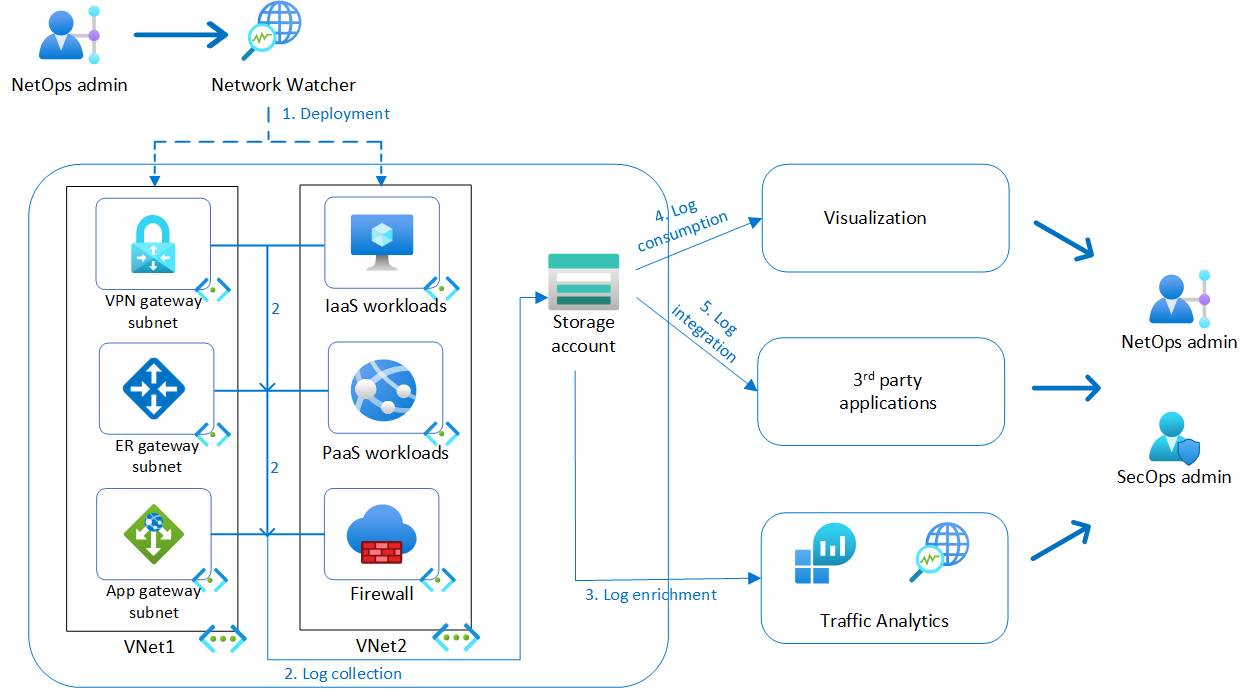 NetOps admin
Network Watcher
1. Deployment
VPN gateway
subnet
2
IaaS workloads
ER gateway
subnet
2
PaaS workloads
App gateway
subnet
Firewall
VNet1
VNet2
2. Log collection
Storage
account
4. Log
consumption
5. Log
integration
3. Log enrichment
Visualization
3rd party
applications
Traffic Analytics
NetOps admin
SecOps admin